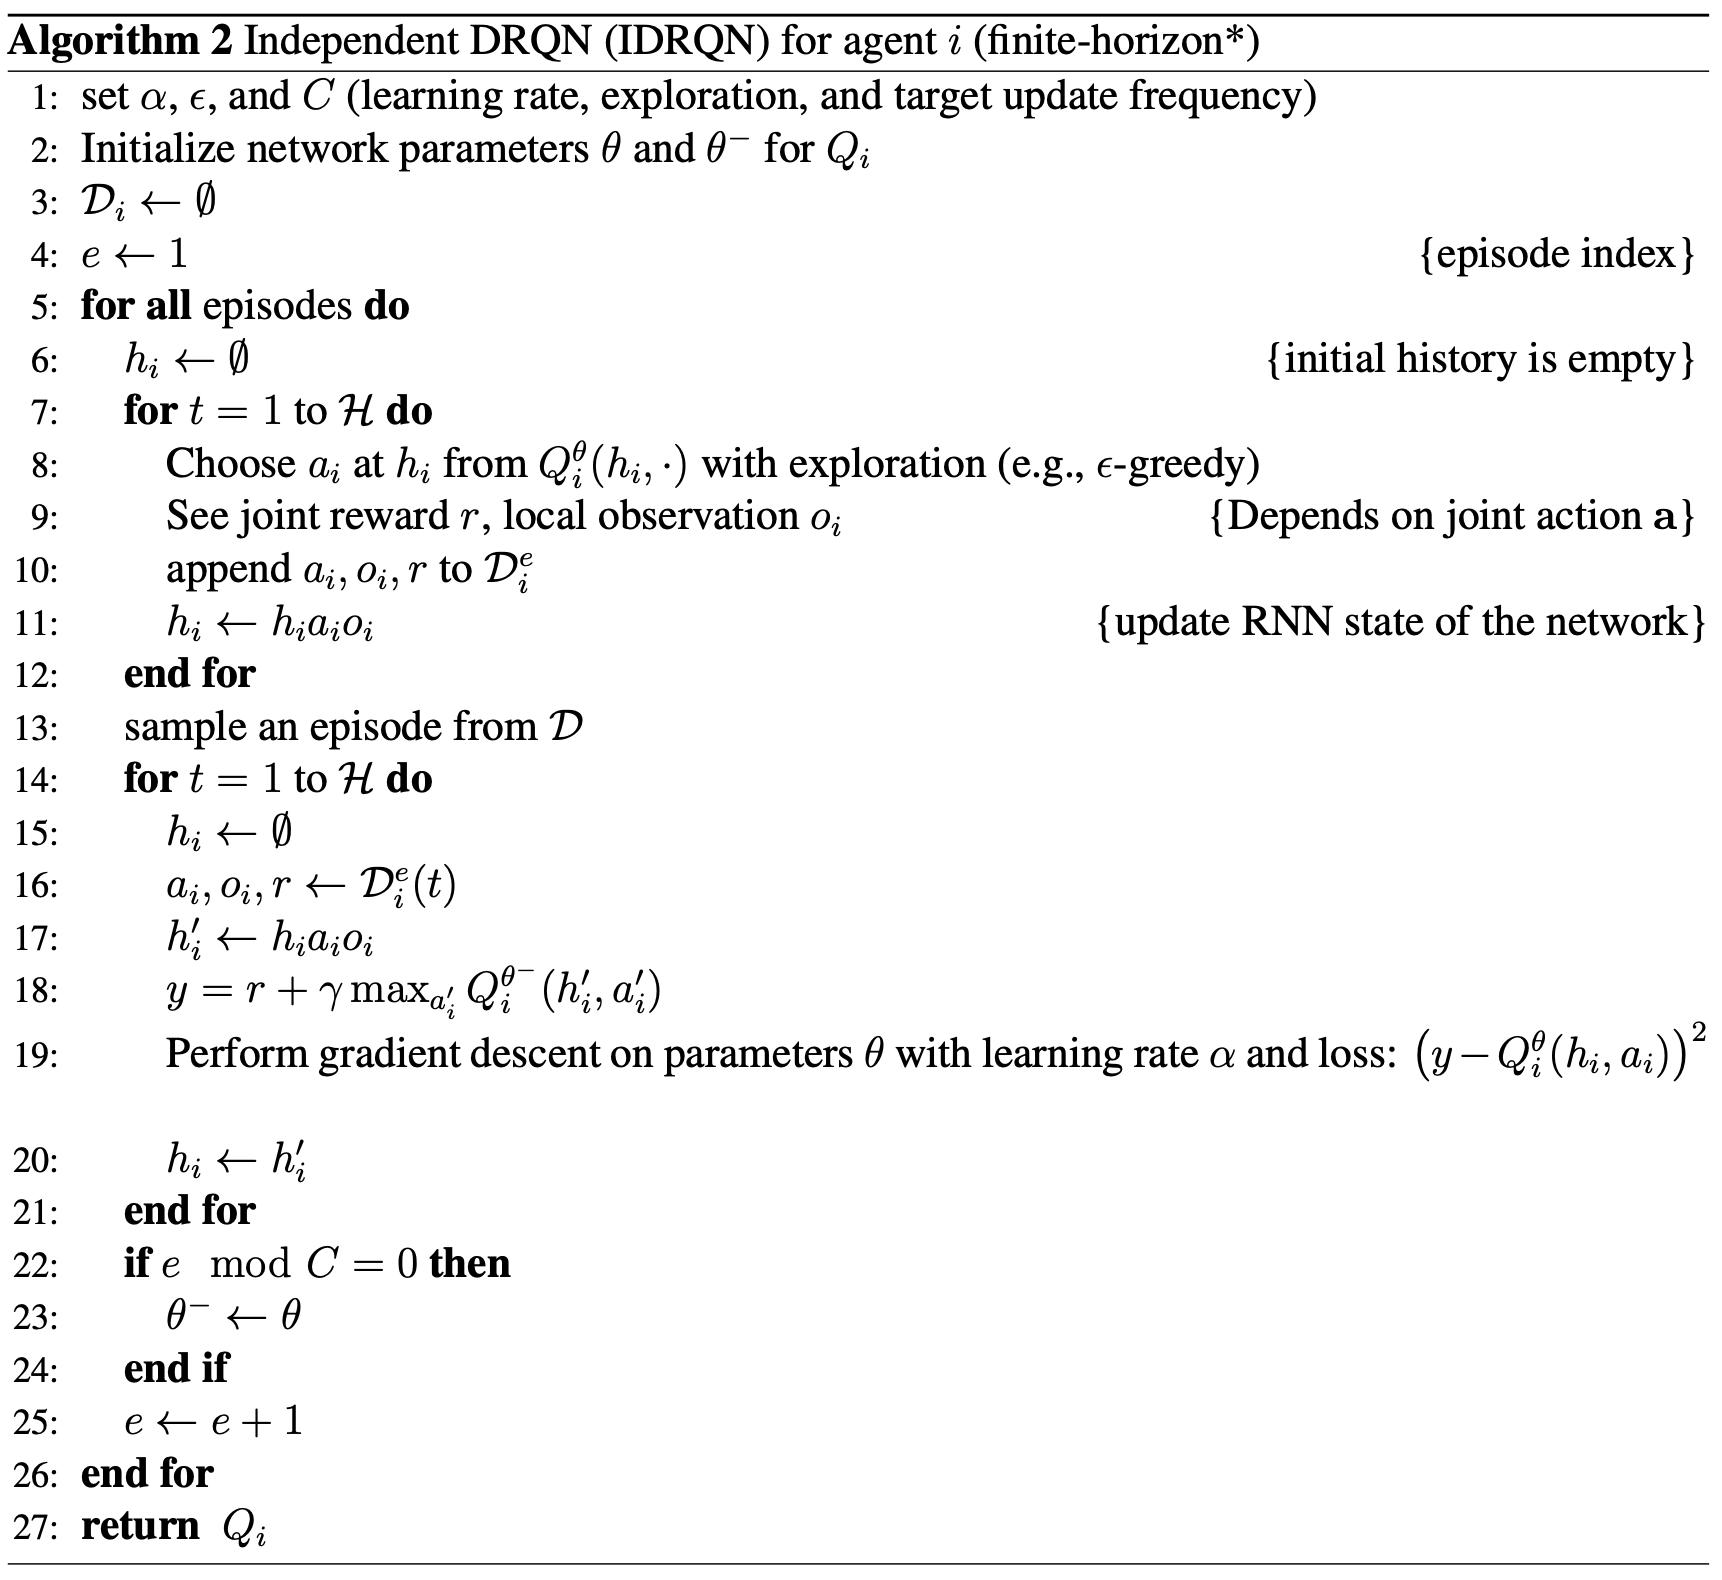 Algorithm 2 Independent DRQN (IDRQN) for agent i (finite-horizon*)
1: set α, ϵ, and C (learning rate, exploration, and target update frequency)
2: Initialize network parameters θ and θ⁻ for Qᵢ
3: 𝒟ᵢ ← ∅
4: e ← 1 {episode index}
5: for all episodes do
6: hᵢ ← ∅ {initial history is empty}
7: for t = 1 to ℋ do
8: Choose aᵢ at hᵢ from Qᵢ^θ(hᵢ, ·) with exploration (e.g., ϵ-greedy)
9: See joint reward r, local observation oᵢ {Depends on joint action a}
10: append aᵢ, oᵢ, r to 𝒟ᵢ^e
11: hᵢ ← hᵢaᵢoᵢ {update RNN state of the network}
12: end for
13: sample an episode from 𝒟
14: for t = 1 to ℋ do
15: hᵢ ← ∅
16: aᵢ, oᵢ, r ← 𝒟ᵢ^e(t)
17: h′ᵢ ← hᵢaᵢoᵢ
18: y = r + γ max_{a′ᵢ} Qᵢ^{θ⁻}(h′ᵢ, a′ᵢ)
19: Perform gradient descent on parameters θ with learning rate α and loss: (y − Qᵢ^θ(hᵢ, aᵢ))²
20: hᵢ ← h′ᵢ
21: end for
22: if e mod C = 0 then
23: θ⁻ ← θ
24: end if
25: e ← e + 1
26: end for
27: return Qᵢ